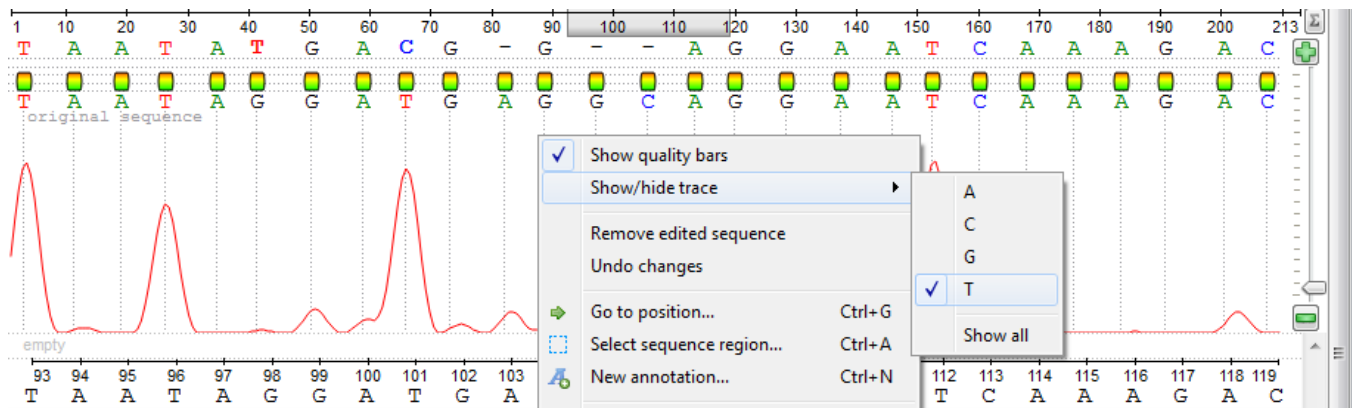 1 10 20 30 40 50 60 70 80 90 100 110 120 130 140 150 160 170 180 190 200 213 Σ
T A A T A T G A C G - G - - A G G A A T C A A A G A C
T A A T A G G A T G A G G C A G G A A T C A A A G A C
original sequence
Show quality bars
Show/hide trace
A
C
G
T
Show all
Remove edited sequence
Undo changes
Go to position... Ctrl+G
Select sequence region... Ctrl+A
New annotation... Ctrl+N
empty
93 94 95 96 97 98 99 100 101 102 103 112 113 114 115 116 117 118 119
T A A T A G G A T G A T C A A A G A C